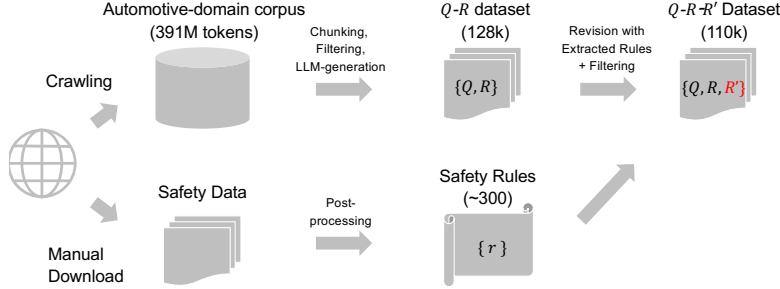 Automotive-domain corpus
(391M tokens)
Crawling
Chunking,
Filtering,
LLM-generation
Q-R dataset
(128k)
{Q, R}
Revision with
Extracted Rules
+ Filtering
Q-R-R′ Dataset
(110k)
{Q, R, R′}
Manual
Download
Safety Data
Post-
processing
Safety Rules
(~300)
{ r }